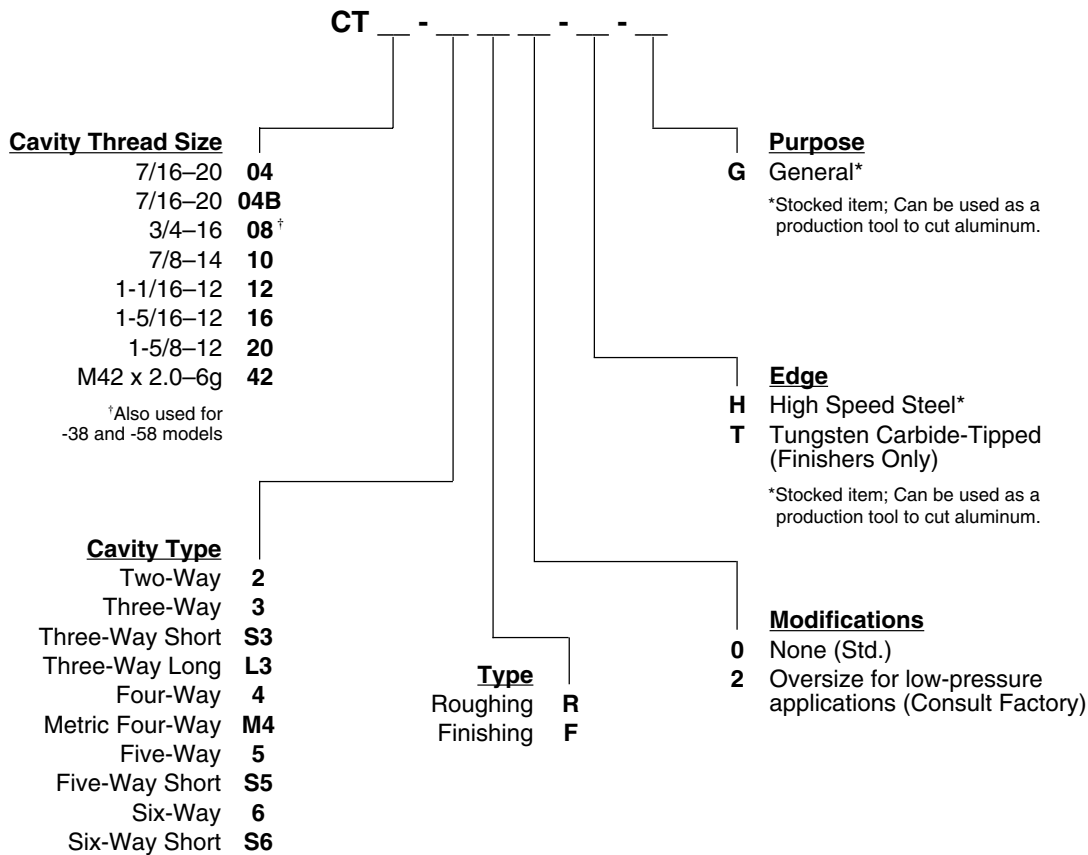 CT __ - __ __ __ - __ - __
Cavity Thread Size
7/16–20 04
7/16–20 04B
3/4–16 08†
7/8–14 10
1-1/16–12 12
1-5/16–12 16
1-5/8–12 20
M42 x 2.0–6g 42
†Also used for
-38 and -58 models
Cavity Type
Two-Way 2
Three-Way 3
Three-Way Short S3
Three-Way Long L3
Four-Way 4
Metric Four-Way M4
Five-Way 5
Five-Way Short S5
Six-Way 6
Six-Way Short S6
Type
Roughing R
Finishing F
Purpose
G General*
*Stocked item; Can be used as a
production tool to cut aluminum.
Edge
H High Speed Steel*
T Tungsten Carbide-Tipped
(Finishers Only)
*Stocked item; Can be used as a
production tool to cut aluminum.
Modifications
0 None (Std.)
2 Oversize for low-pressure
applications (Consult Factory)